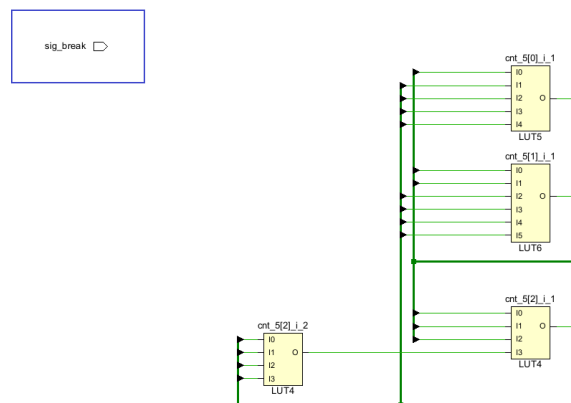 sig_break
cnt_5[0]_i_1
I0
I1
I2
I3
I4
O
LUT5
cnt_5[1]_i_1
I0
I1
I2
I3
I4
I5
O
LUT6
cnt_5[2]_i_1
I0
I1
I2
I3
O
LUT4
cnt_5[2]_i_2
I0
I1
I2
I3
O
LUT4